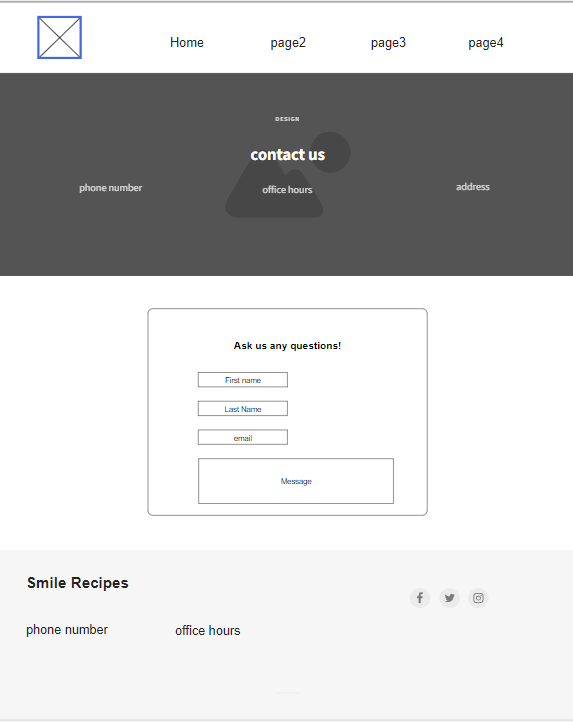 Home page2 page3 page4
DESIGN
contact us
phone number office hours address
Ask us any questions!
First name
Last Name
email
Message
Smile Recipes
phone number office hours